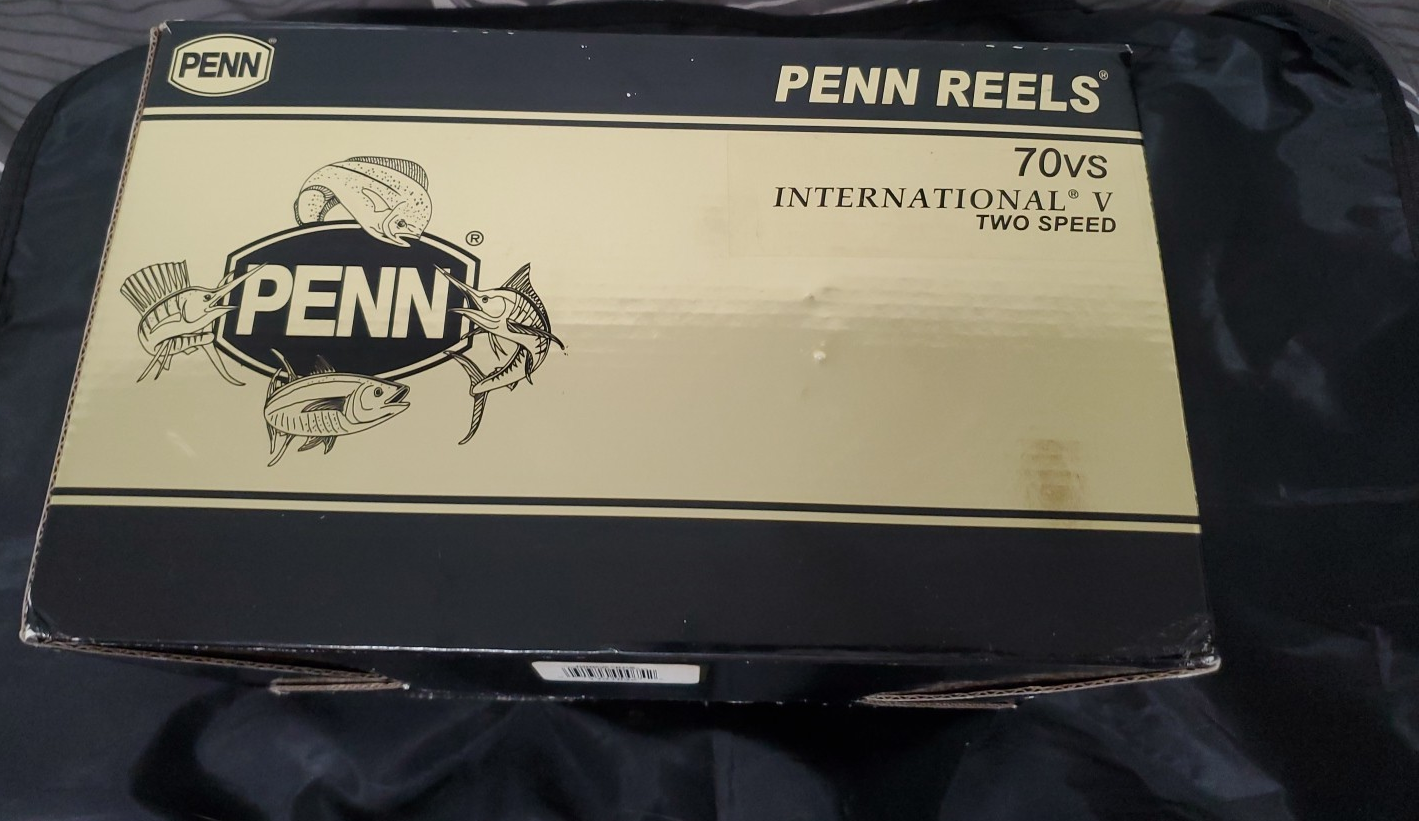 PENN®
PENN REELS®
70VS
INTERNATIONAL® V
TWO SPEED
PENN®